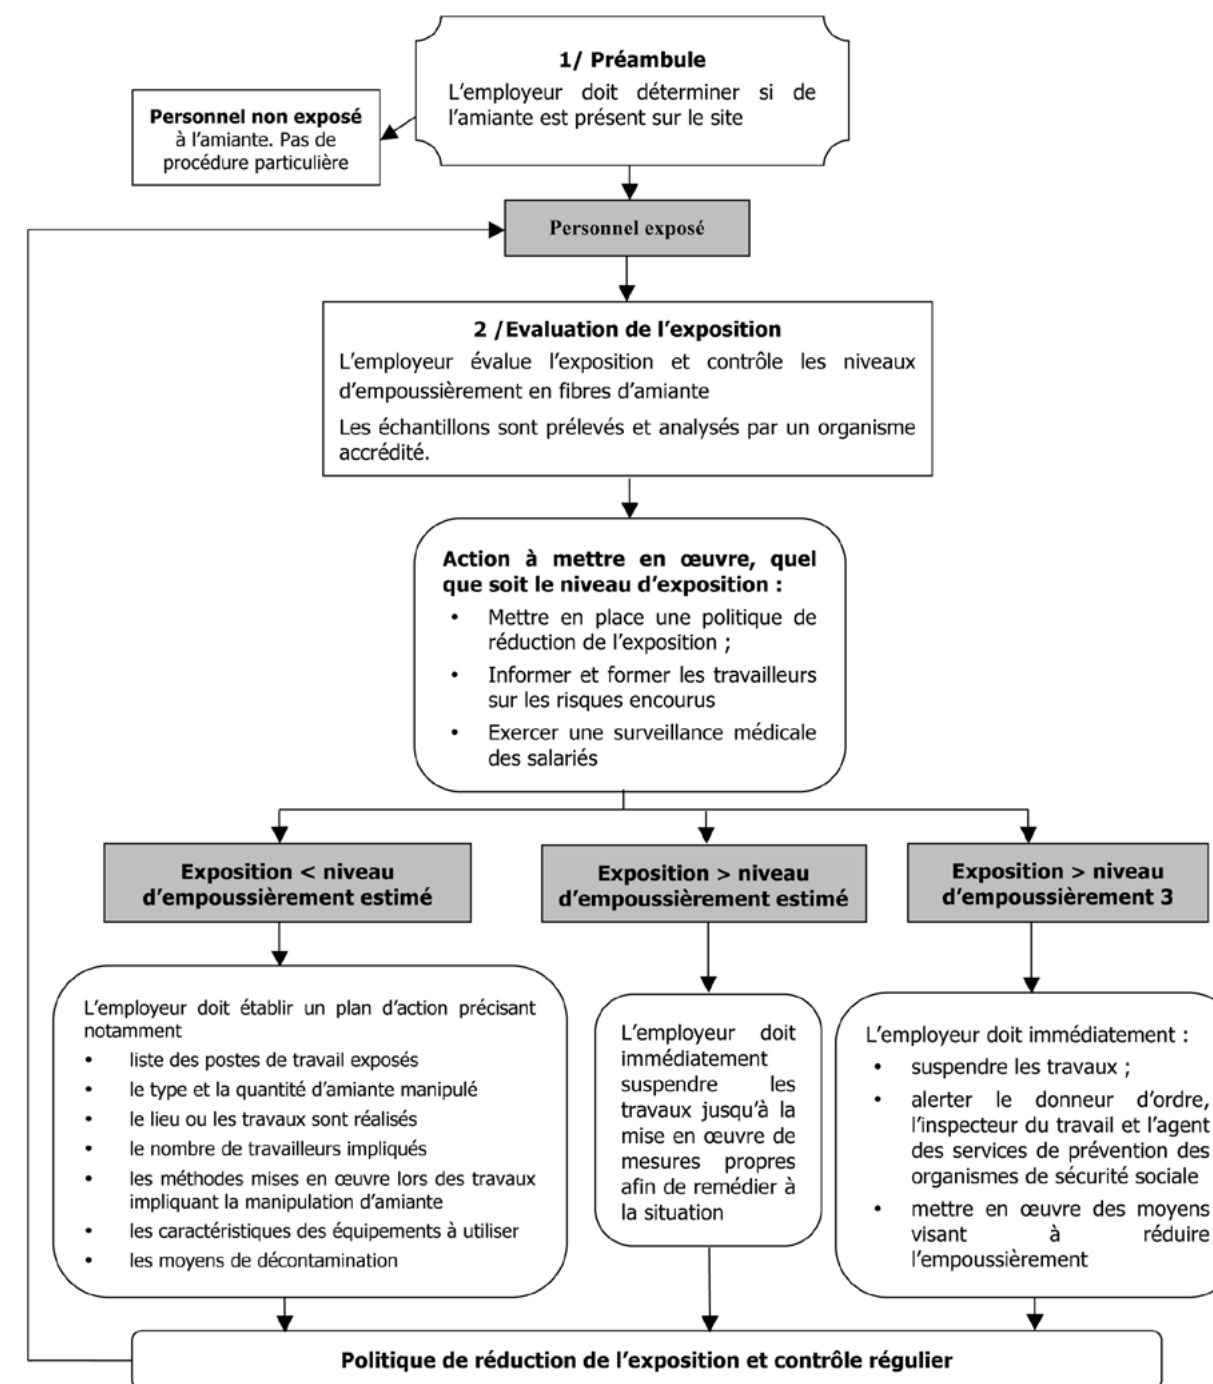 1/ Préambule
L'employeur doit déterminer si de
l'amiante est présent sur le site
Personnel non exposé
à l'amiante. Pas de
procédure particulière
Personnel exposé
2 /Evaluation de l'exposition
L'employeur évalue l'exposition et contrôle les niveaux
d'empoussièrement en fibres d'amiante
Les échantillons sont prélevés et analysés par un organisme
accrédité.
Action à mettre en œuvre, quel
que soit le niveau d'exposition :
• Mettre en place une politique de
réduction de l'exposition ;
• Informer et former les travailleurs
sur les risques encourus
• Exercer une surveillance médicale
des salariés
Exposition < niveau
d'empoussièrement estimé
Exposition > niveau
d'empoussièrement estimé
Exposition > niveau
d'empoussièrement 3
L'employeur doit établir un plan d'action précisant
notamment
• liste des postes de travail exposés
• le type et la quantité d'amiante manipulé
• le lieu ou les travaux sont réalisés
• le nombre de travailleurs impliqués
• les méthodes mises en œuvre lors des travaux
impliquant la manipulation d'amiante
• les caractéristiques des équipements à utiliser
• les moyens de décontamination
L'employeur doit
immédiatement
suspendre les
travaux jusqu'à la
mise en œuvre de
mesures propres
afin de remédier à
la situation
L'employeur doit immédiatement :
• suspendre les travaux ;
• alerter le donneur d'ordre,
l'inspecteur du travail et l'agent
des services de prévention des
organismes de sécurité sociale
• mettre en œuvre des moyens
visant à réduire
l'empoussièrement
Politique de réduction de l'exposition et contrôle régulier